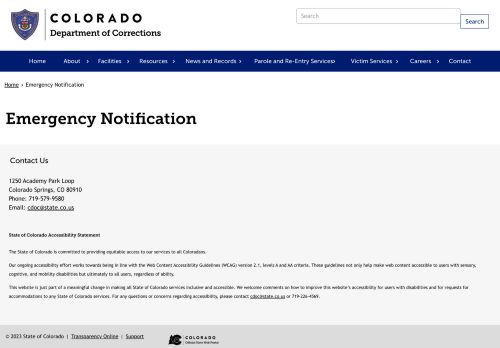 COLORADO
Department of Corrections
Search
Search
Home About Facilities Resources News and Records Parole and Re-Entry Services Victim Services Careers Contact
Home › Emergency Notification
Emergency Notification
Contact Us
1250 Academy Park Loop
Colorado Springs, CO 80910
Phone: 719-579-9580
Email: cdoc@state.co.us
State of Colorado Accessibility Statement
The State of Colorado is committed to providing equitable access to our services to all Coloradans.
Our ongoing accessibility effort works towards being in line with the Web Content Accessibility Guidelines (WCAG) version 2.1, levels A and AA criteria. These guidelines not only help make web content accessible to users with sensory,
cognitive, and mobility disabilities but ultimately to all users, regardless of ability.
This website is just part of a meaningful change in making all State of Colorado services inclusive and accessible. We welcome comments on how to improve this website's accessibility for users with disabilities and for requests for
accommodations to any State of Colorado services. For any questions or concerns regarding accessibility, please contact cdoc@state.co.us or 719-226-4569.
© 2023 State of Colorado | Transparency Online | Support
COLORADO
Official State Web Portal